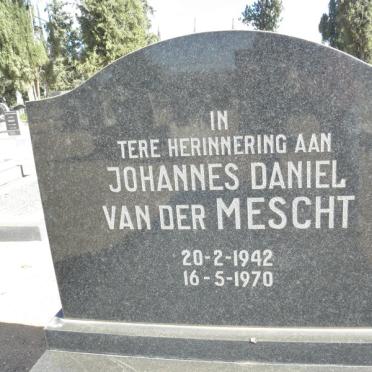 IN
TERE HERINNERING AAN
JOHANNES DANIEL
VAN DER MESCHT
20-2-1942
16-5-1970